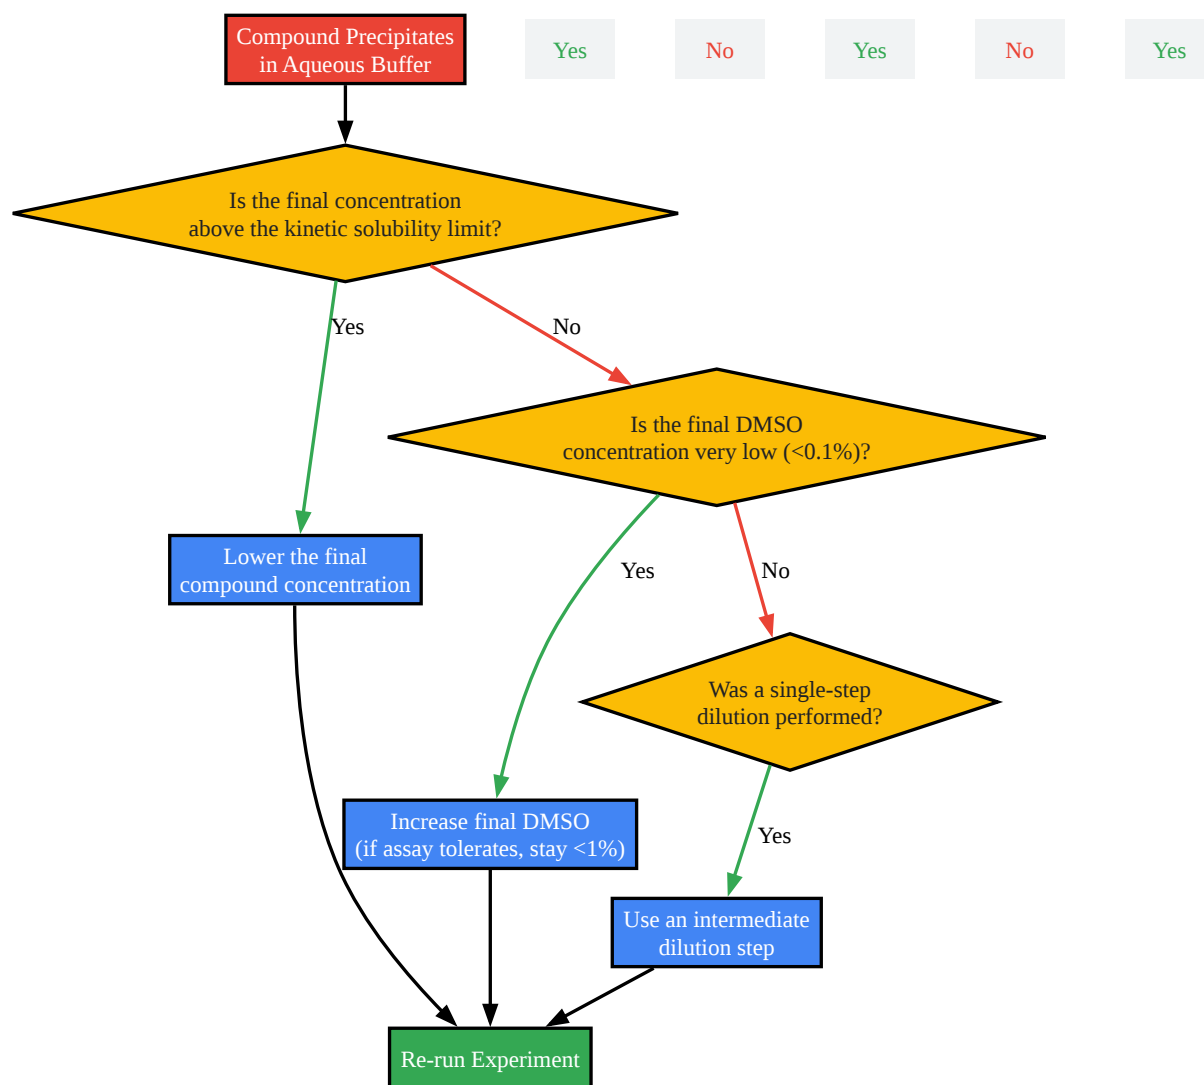 Compound Precipitates
in Aqueous Buffer
Yes
No
Yes
No
Yes
Is the final concentration
above the kinetic solubility limit?
Yes
No
Is the final DMSO
concentration very low (<0.1%)?
Lower the final
compound concentration
Yes
No
Was a single-step
dilution performed?
Increase final DMSO
(if assay tolerates, stay <1%)
Yes
Use an intermediate
dilution step
Re-run Experiment